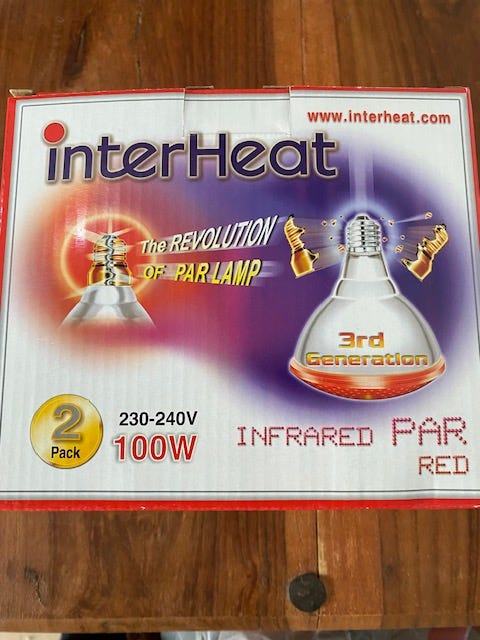 www.interheat.com
interHeat
The REVOLUTION
OF PAR LAMP
3rd
Generation
2
Pack
230-240V
100W
INFRARED PAR
RED